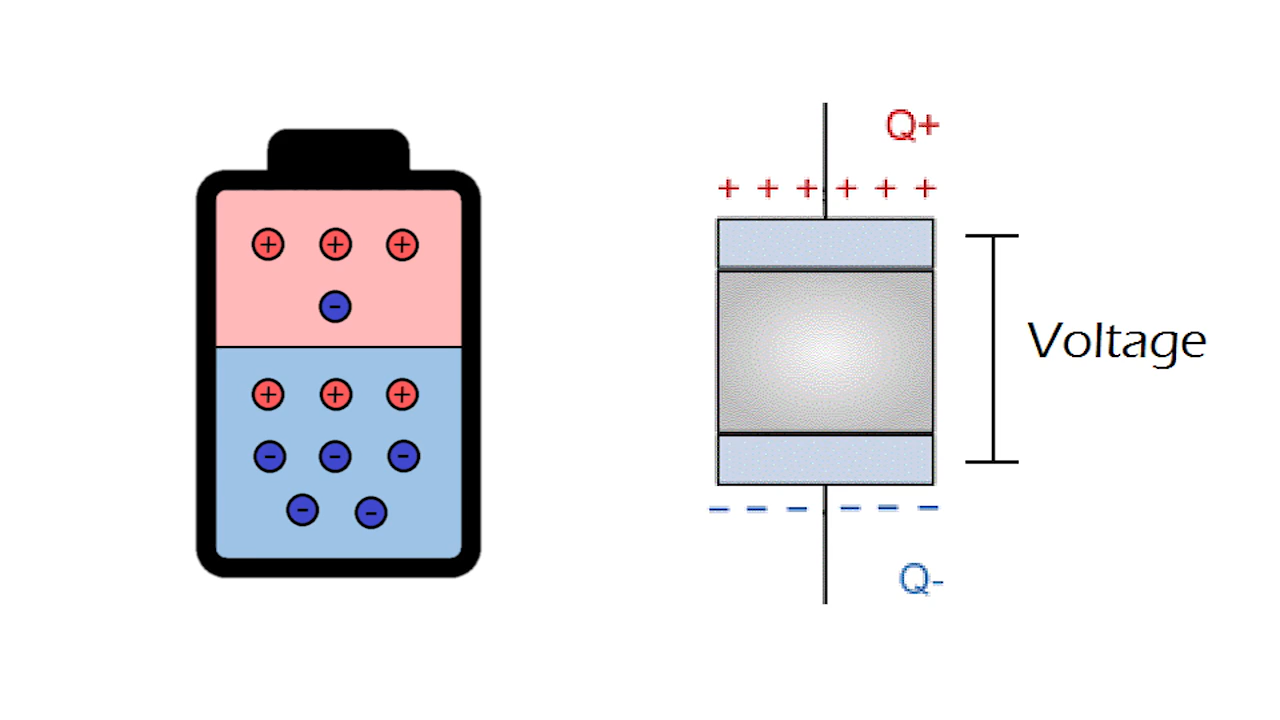 Q+
+ + + + + +
+ + +
-
+ + +
Voltage
- - -
- -
- - - - - -
Q-